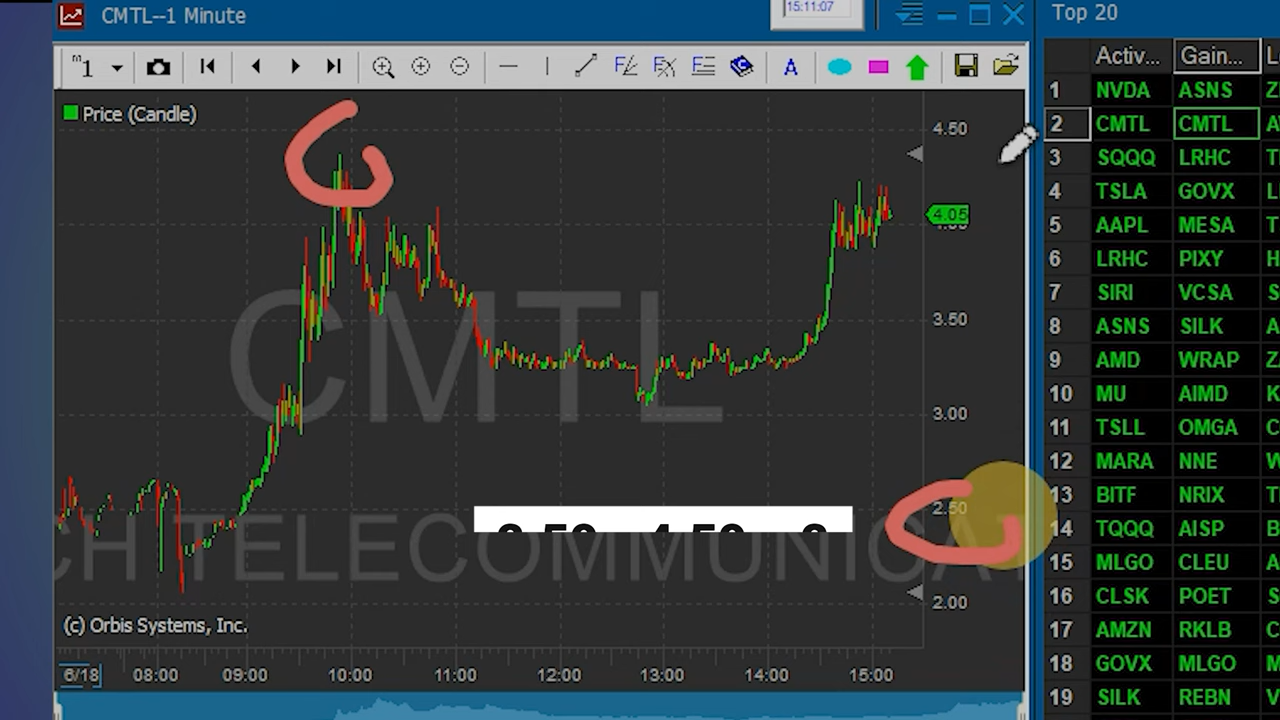 CMTL--1 Minute
15:11:07
Top 20
m1
A
Price (Candle)
4.50
4.05
3.50
3.00
2.50
2.00
CMTL
CH TELECOMMUNICAT
(c) Orbis Systems, Inc.
6/18 08:00 09:00 10:00 11:00 12:00 13:00 14:00 15:00
Activ... Gain... L
1 NVDA ASNS Z
2 CMTL CMTL
3 SQQQ LRHC T
4 TSLA GOVX L
5 AAPL MESA T
6 LRHC PIXY H
7 SIRI VCSA S
8 ASNS SILK A
9 AMD WRAP Z
10 MU AIMD K
11 TSLL OMGA C
12 MARA NNE W
13 BITF NRIX T
14 TQQQ AISP B
15 MLGO CLEU A
16 CLSK POET S
17 AMZN RKLB C
18 GOVX MLGO M
19 SILK REBN V